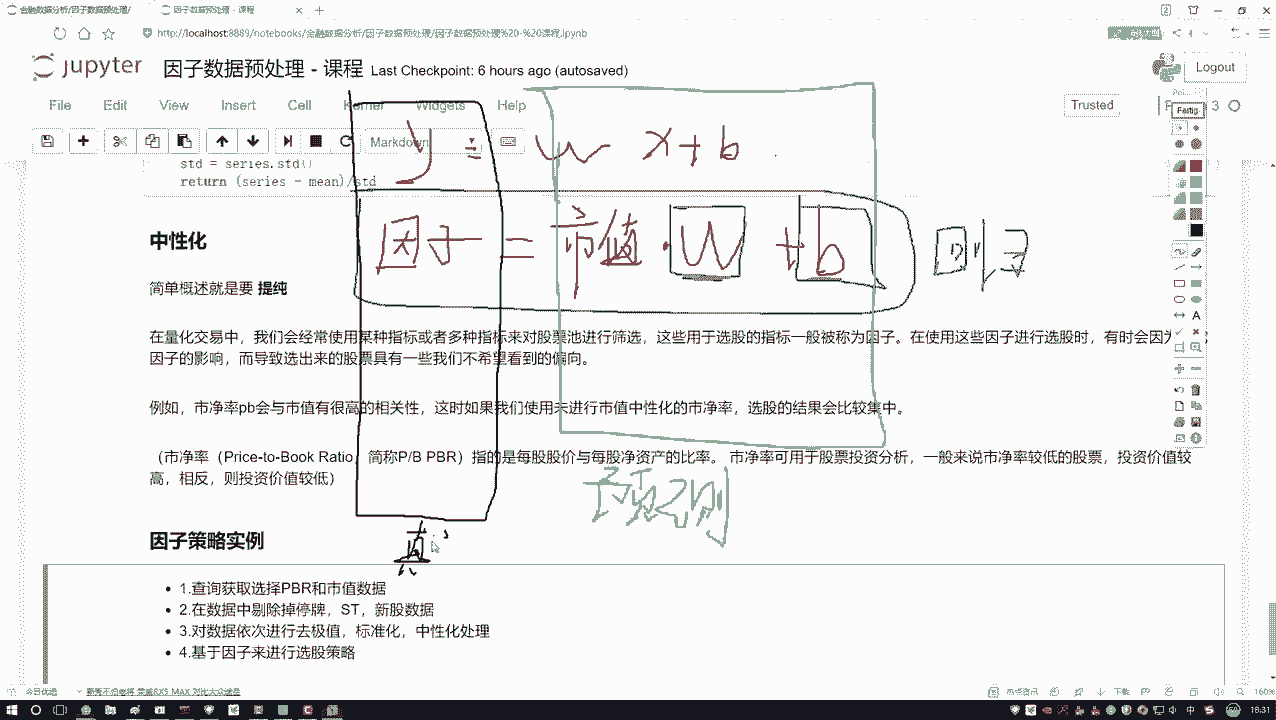 金融数据分析/因子数据预处理/
因子数据预处理 - 课程
http://localhost:8889/notebooks/金融数据分析/因子数据预处理/因子数据预处理%20-%20课程.ipynb
jupyter 因子数据预处理 - 课程 Last Checkpoint: 6 hours ago (autosaved)
Logout
File Edit View Insert Cell Kernel Widgets Help
Trusted
3
Markdown
Fertig
y = w x + b
std = series.std()
return (series - mean)/std
因子 = 市值 · W + b
因子
中性化
简单概述就是要 提纯
在量化交易中，我们会经常使用某种指标或者多种指标来对股票池进行筛选，这些用于选股的指标一般被称为因子。在使用这些因子进行选股时，有时会因为
因子的影响，而导致选出来的股票具有一些我们不希望看到的偏向。
例如，市净率pb会与市值有很高的相关性，这时如果我们使用未进行市值中性化的市净率，选股的结果会比较集中。
（市净率（Price-to-Book Ratio，简称P/B PBR）指的是每股股价与每股净资产的比率。 市净率可用于股票投资分析，一般来说市净率较低的股票，投资价值较
高，相反，则投资价值较低）
预测
真
因子策略实例
1.查询获取选择PBR和市值数据
2.在数据中剔除掉停牌，ST，新股数据
3.对数据依次进行去极值，标准化，中性化处理
4.基于因子来进行选股策略
今日优选
热点资讯
下载
160%
中
18:31